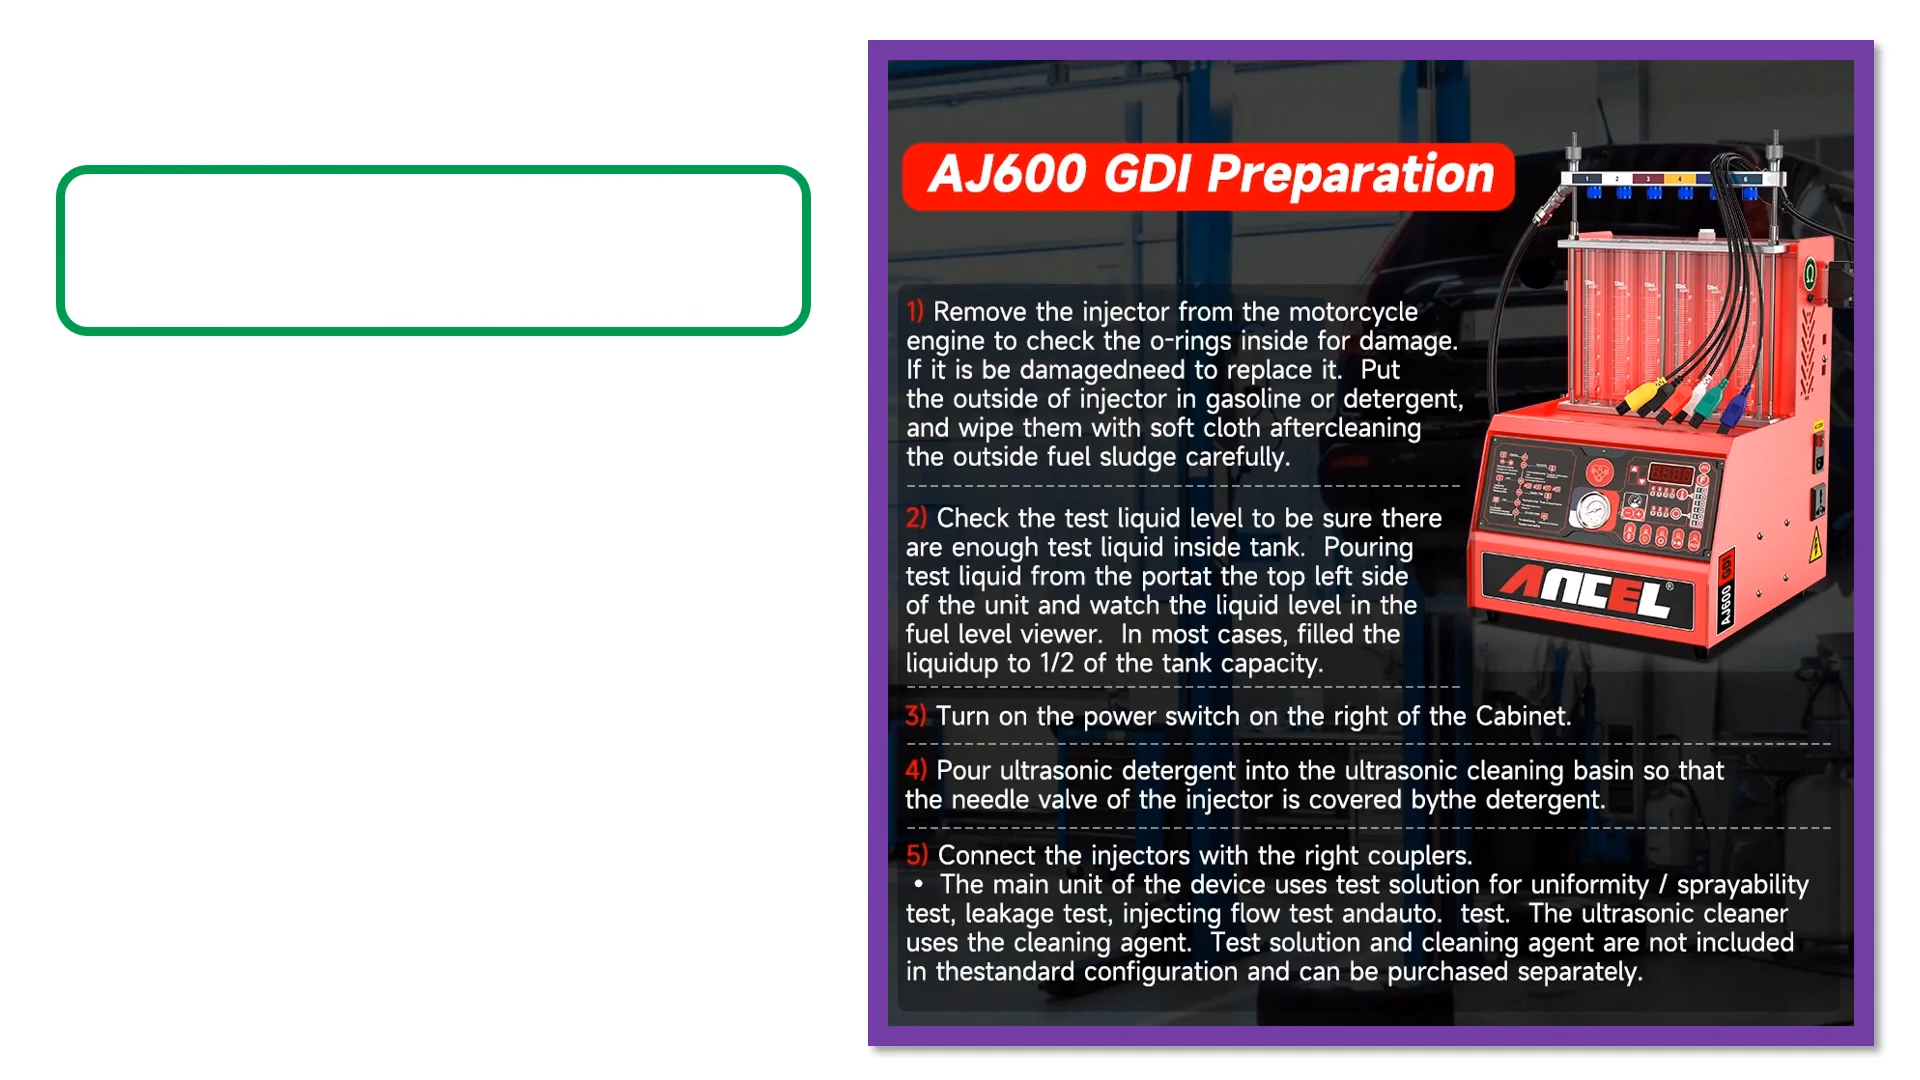 AJ600 GDI Preparation
1) Remove the injector from the motorcycle
engine to check the o-rings inside for damage.
If it is be damagedneed to replace it. Put
the outside of injector in gasoline or detergent,
and wipe them with soft cloth aftercleaning
the outside fuel sludge carefully.
2) Check the test liquid level to be sure there
are enough test liquid inside tank. Pouring
test liquid from the portat the top left side
of the unit and watch the liquid level in the
fuel level viewer. In most cases, filled the
liquidup to 1/2 of the tank capacity.
ANCEL®
AJ600 GDI
3) Turn on the power switch on the right of the Cabinet.
4) Pour ultrasonic detergent into the ultrasonic cleaning basin so that
the needle valve of the injector is covered bythe detergent.
5) Connect the injectors with the right couplers.
• The main unit of the device uses test solution for uniformity / sprayability
test, leakage test, injecting flow test andauto. test. The ultrasonic cleaner
uses the cleaning agent. Test solution and cleaning agent are not included
in thestandard configuration and can be purchased separately.